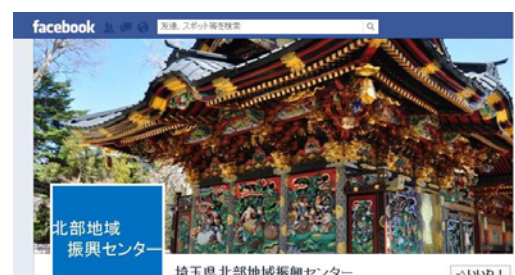 facebook
友達、スポット等を検索
北部地域
振興センター
埼玉県北部地域振興センター
いいね！